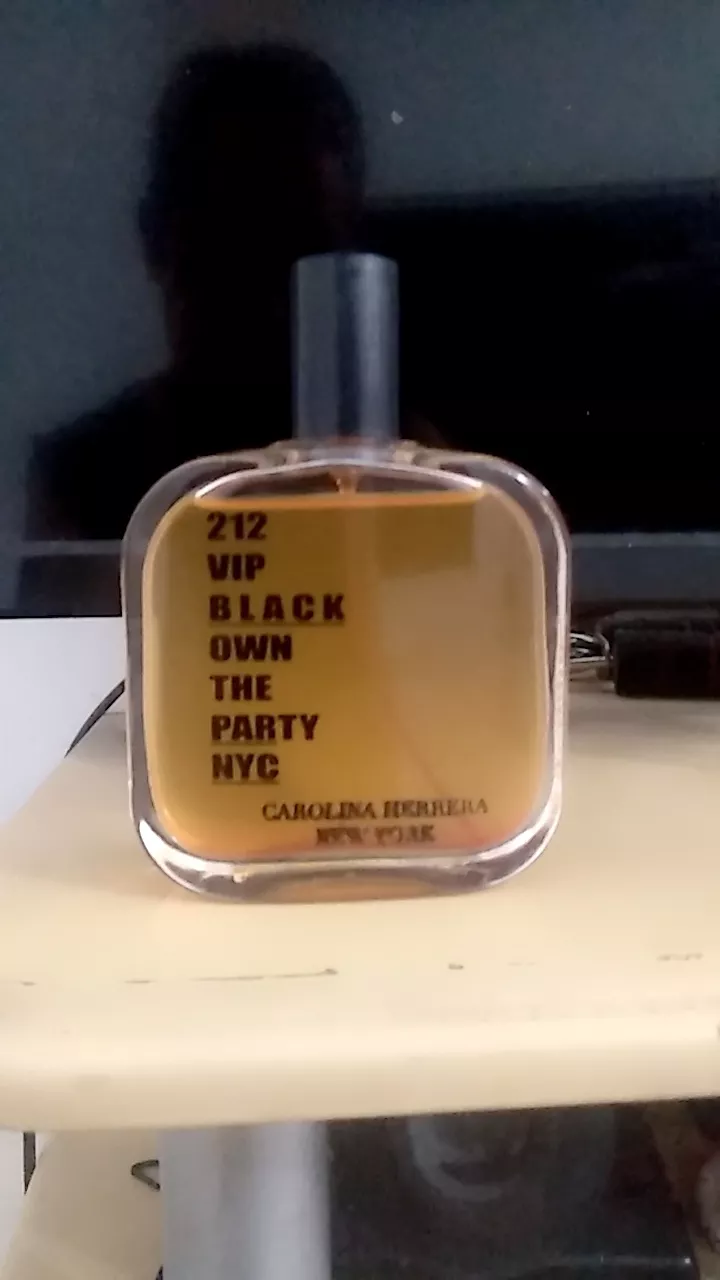 212
VIP
BLACK
OWN
THE
PARTY
NYC
CAROLINA HERRERA
NEW YORK